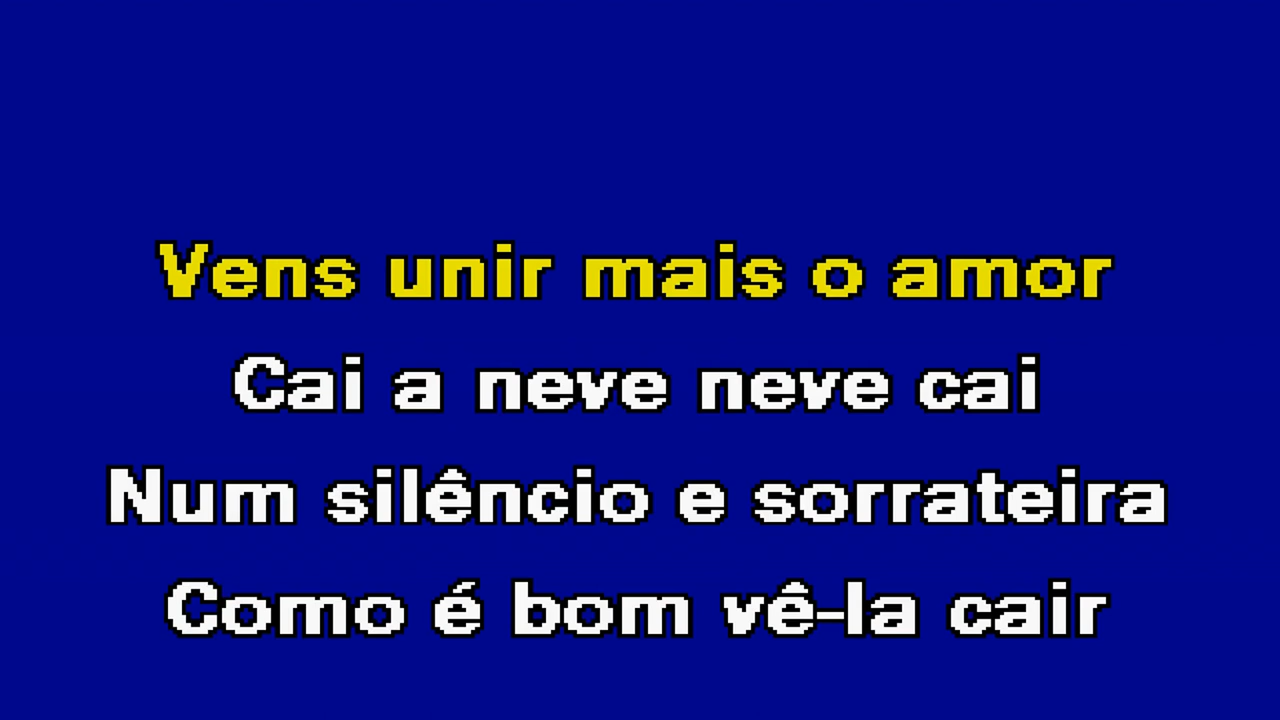 Vens unir mais o amor
Cai a neve neve cai
Num silêncio e sorrateira
Como é bom vê-la cair